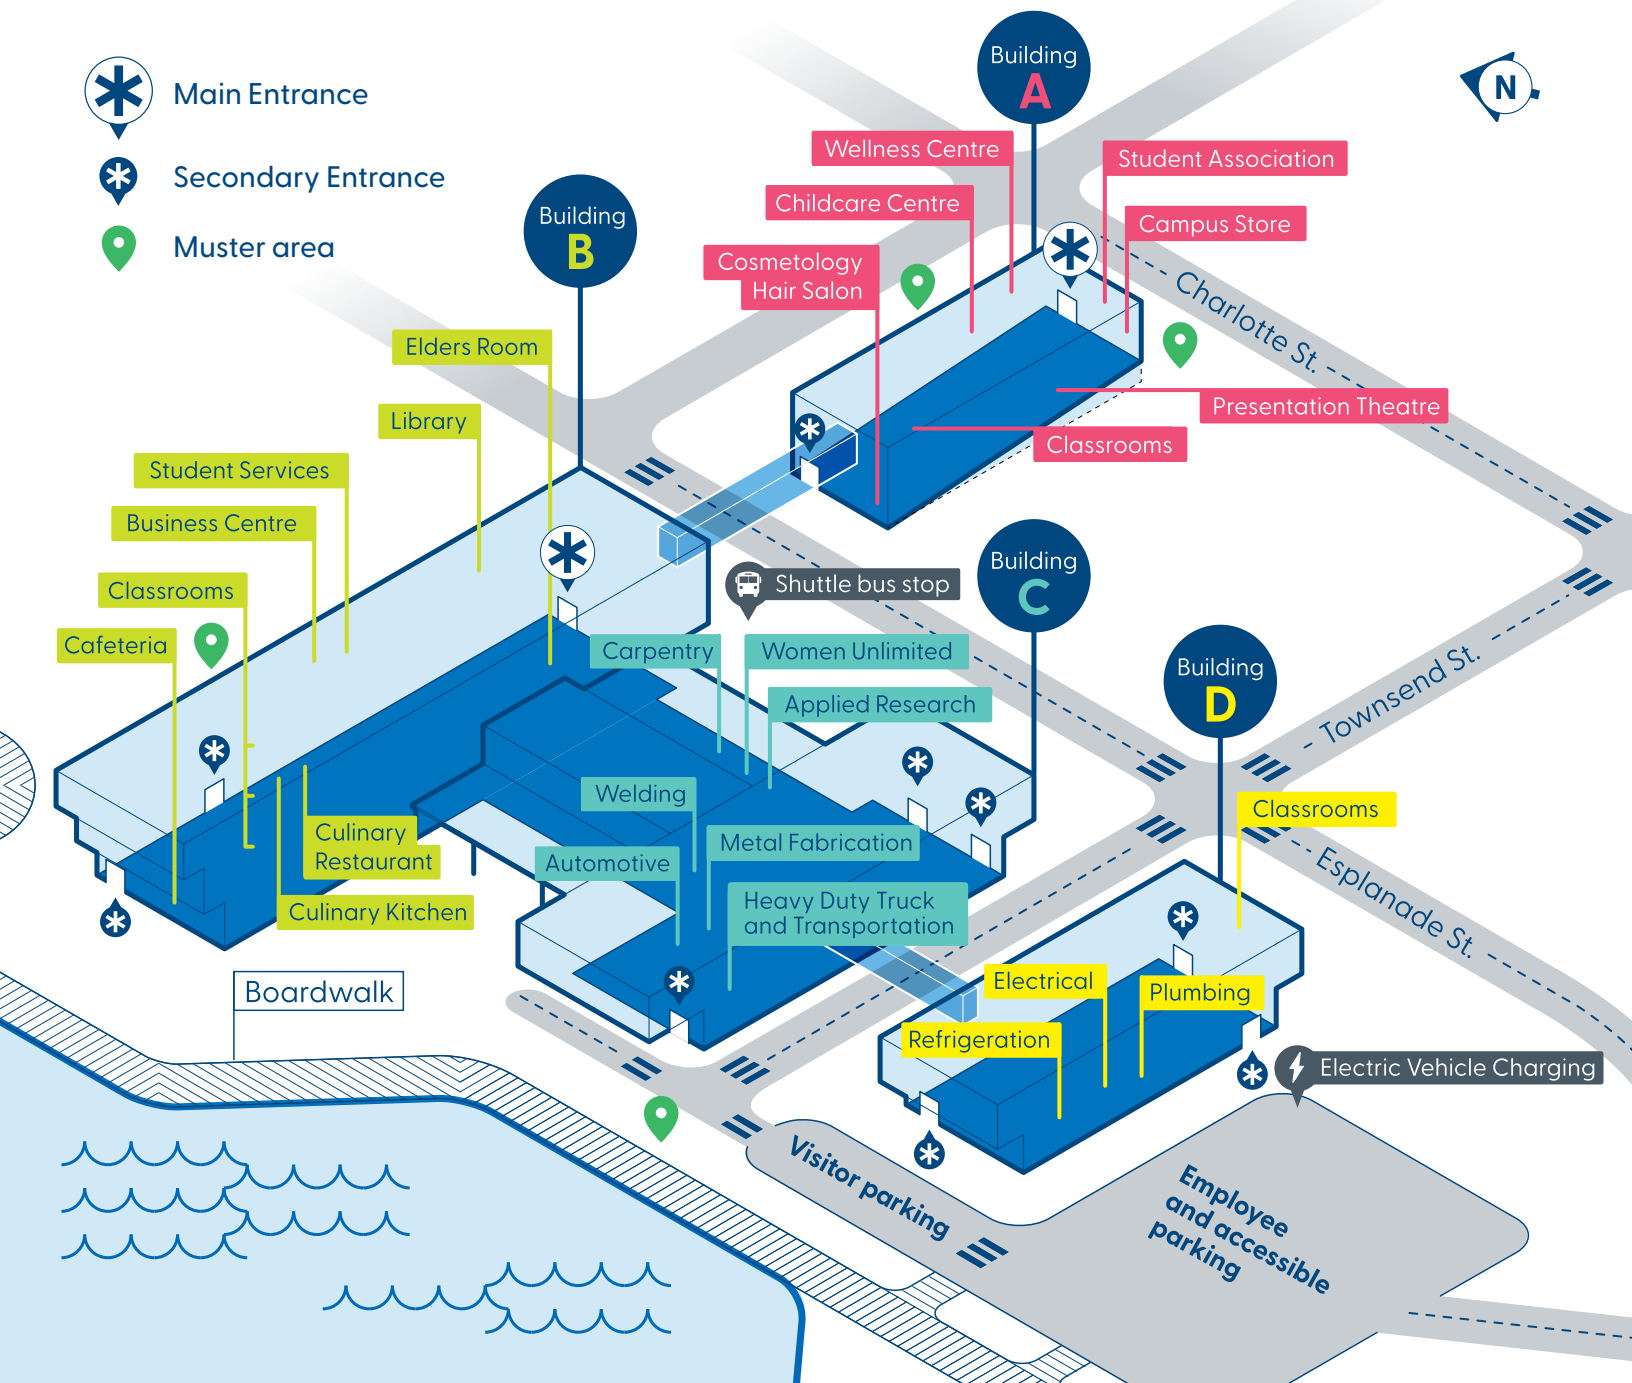 Main Entrance
Secondary Entrance
Muster area
N
Building
A
Wellness Centre
Student Association
Childcare Centre
Campus Store
Cosmetology
Hair Salon
Charlotte St.
Presentation Theatre
Classrooms
Building
B
Elders Room
Library
Student Services
Business Centre
Classrooms
Cafeteria
Culinary
Restaurant
Culinary Kitchen
Shuttle bus stop
Building
C
Carpentry
Women Unlimited
Applied Research
Welding
Metal Fabrication
Automotive
Heavy Duty Truck
and Transportation
Building
D
Townsend St.
Classrooms
Esplanade St.
Electrical
Plumbing
Refrigeration
Electric Vehicle Charging
Boardwalk
Visitor parking
Employee
and accessible
parking